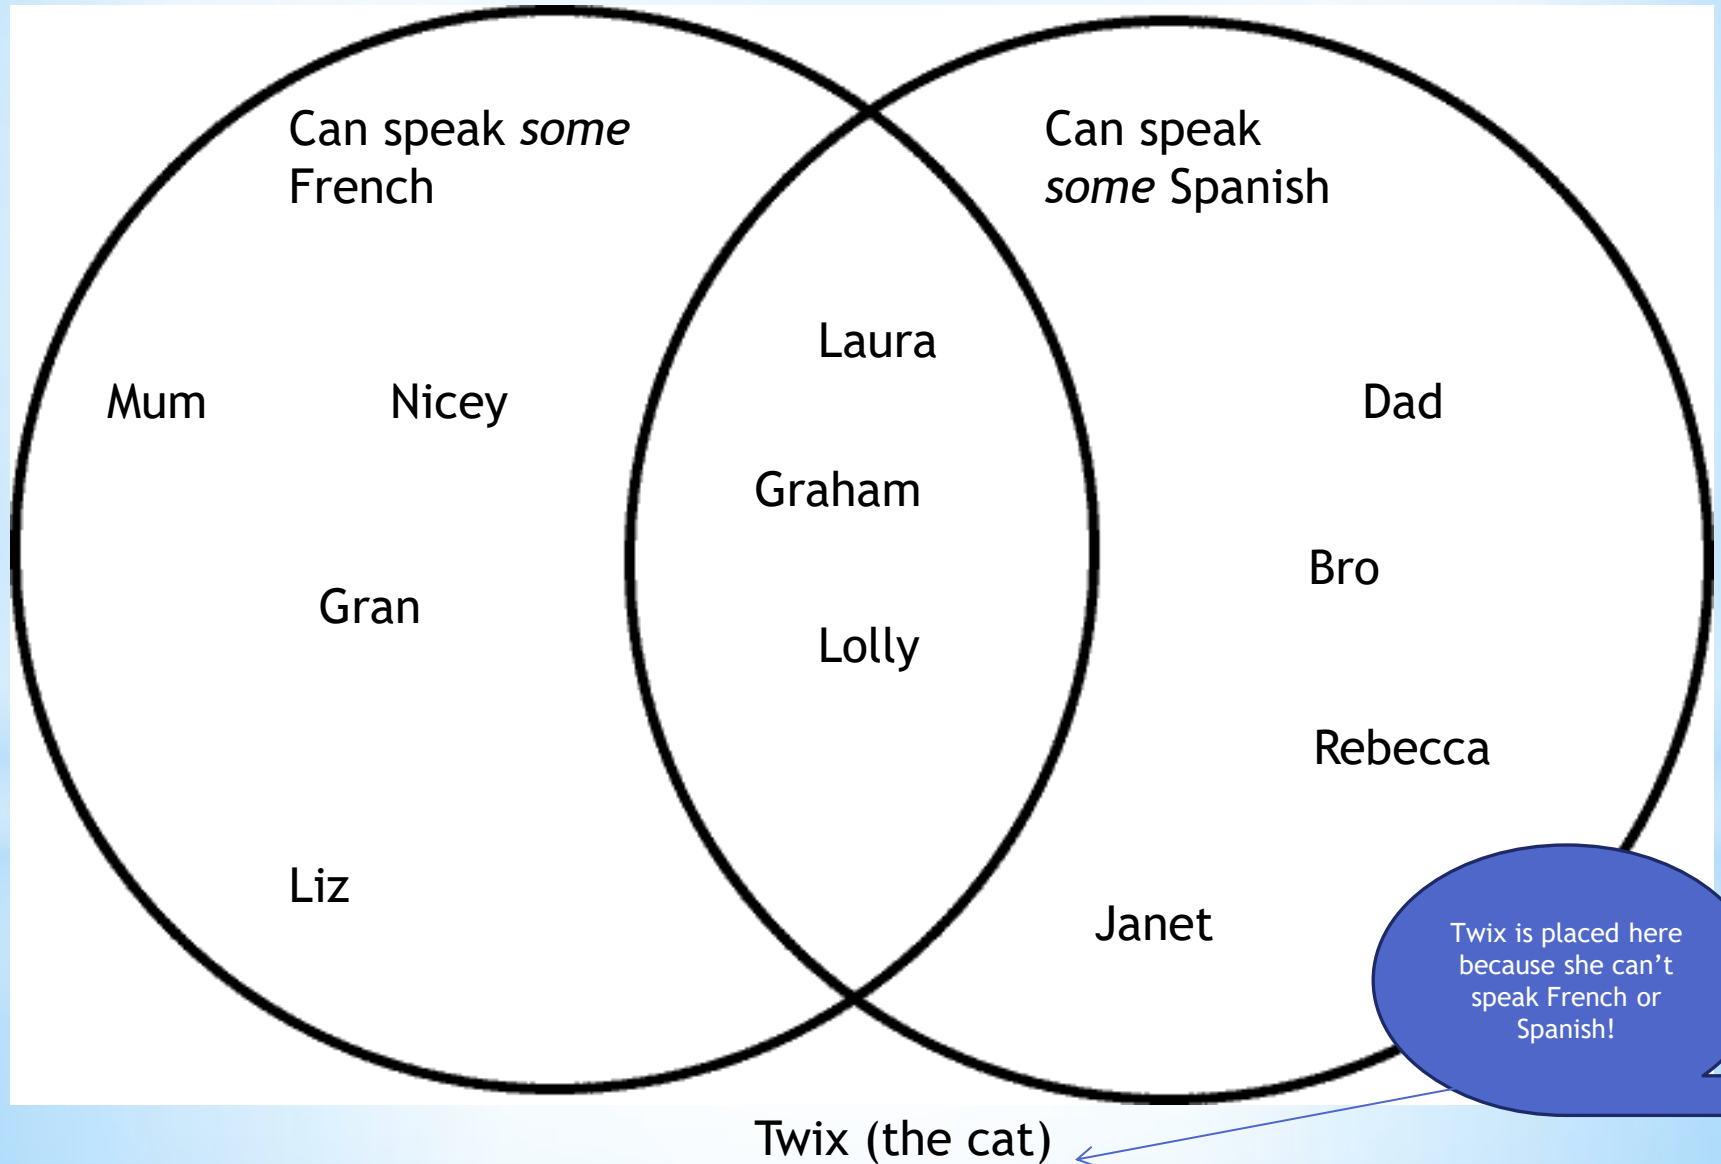 Can speak some
French
Can speak
some Spanish
Laura
Mum
Nicey
Dad
Graham
Bro
Gran
Lolly
Rebecca
Liz
Janet
Twix is placed here
because she can't
speak French or
Spanish!
Twix (the cat)